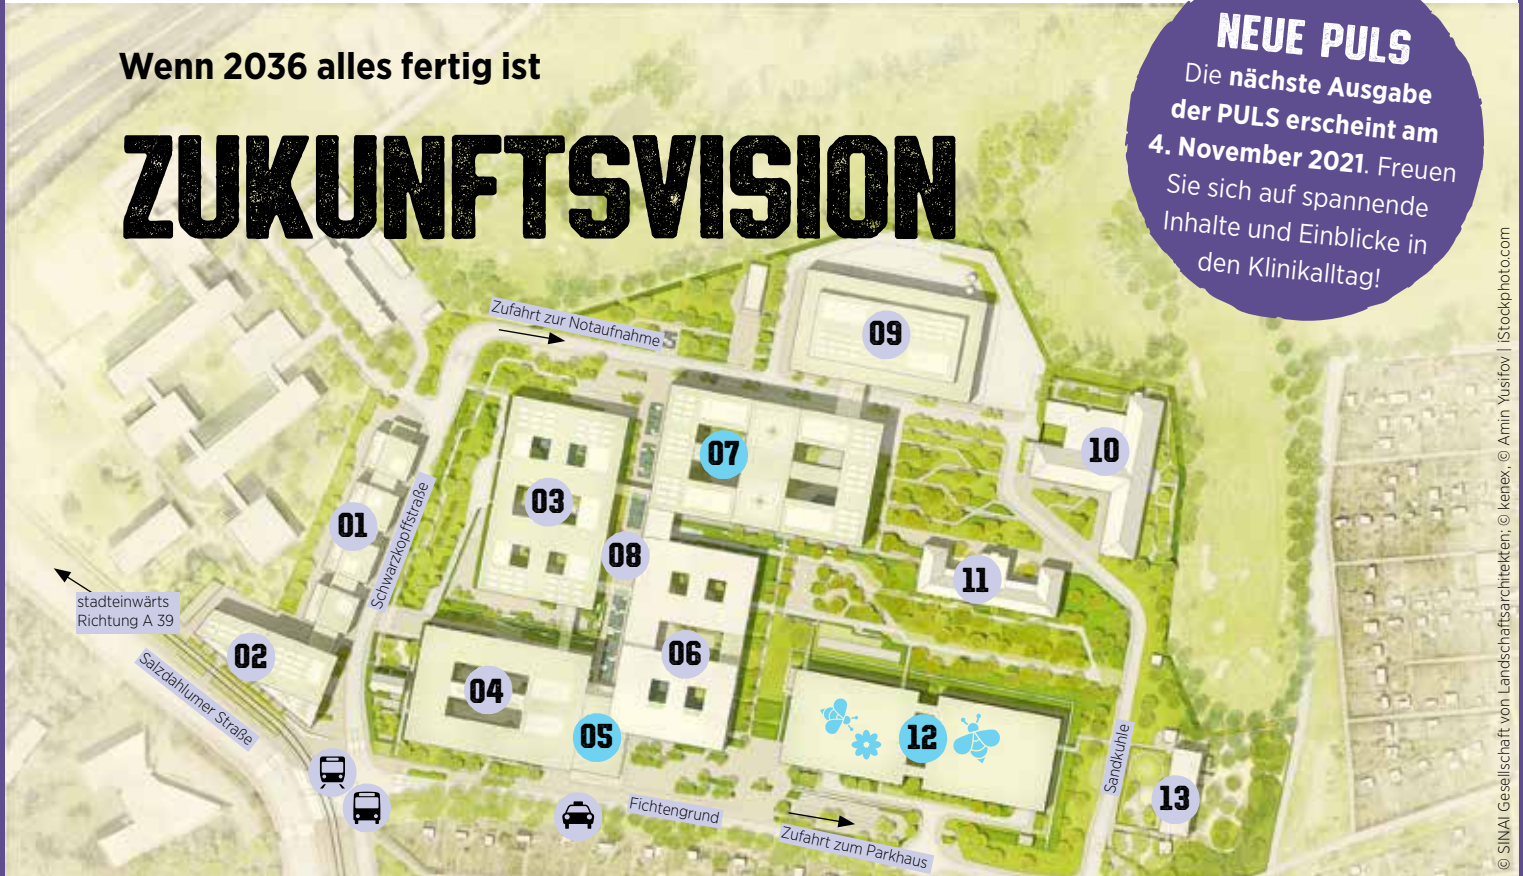 Wenn 2036 alles fertig ist
ZUKUNFTSVISION
NEUE PULS
Die nächste Ausgabe
der PULS erscheint am
4. November 2021. Freuen
Sie sich auf spannende
Inhalte und Einblicke in
den Klinikalltag!
Zufahrt zur Notaufnahme
09
10
07
03
01
Schwarzkopffstraße
08
11
stadteinwärts
Richtung A 39
02
06
04
Salzdahlumer Straße
05
12
Sandkuhle
13
Fichtengrund
Zufahrt zum Parkhaus
© SINAI Gesellschaft von Landschaftsarchitekten; © kenex, © Amin Yusifov | iStockphoto.com